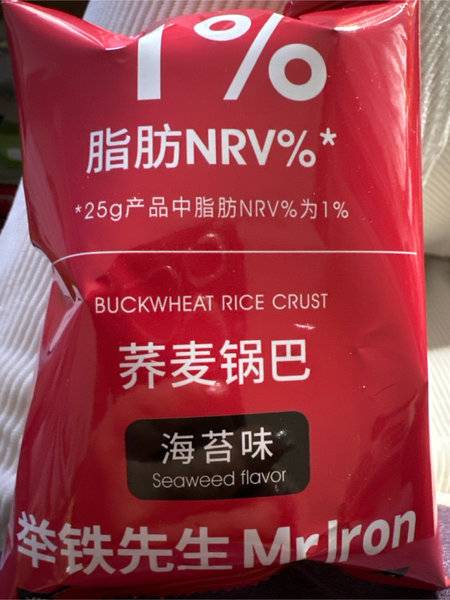 1%
脂肪NRV%*
*25g产品中脂肪NRV%为1%
BUCKWHEAT RICE CRUST
荞麦锅巴
海苔味
Seaweed flavor
举铁先生 Mr.Iron